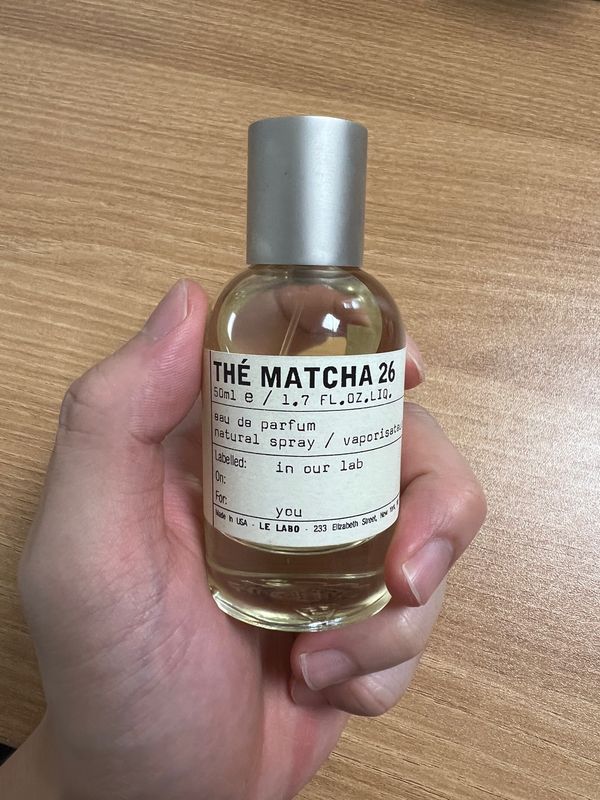 THÉ MATCHA 26
50ml e / 1.7 FL.OZ.LIQ.
eau de parfum
natural spray / vaporisateu
Labelled: in our lab
On:
For: you
Made in USA - LE LABO - 233 Elizabeth Street, New York